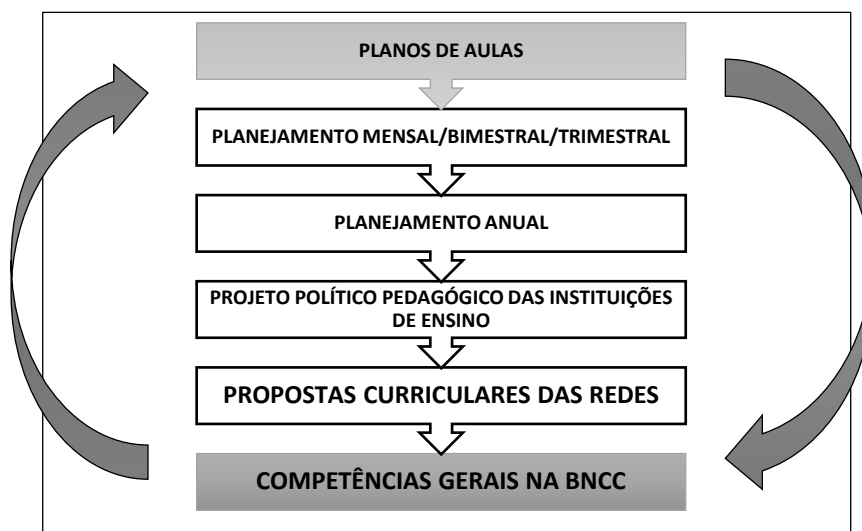 PLANOS DE AULAS
PLANEJAMENTO MENSAL/BIMESTRAL/TRIMESTRAL
PLANEJAMENTO ANUAL
PROJETO POLÍTICO PEDAGÓGICO DAS INSTITUIÇÕES
DE ENSINO
PROPOSTAS CURRICULARES DAS REDES
COMPETÊNCIAS GERAIS NA BNCC